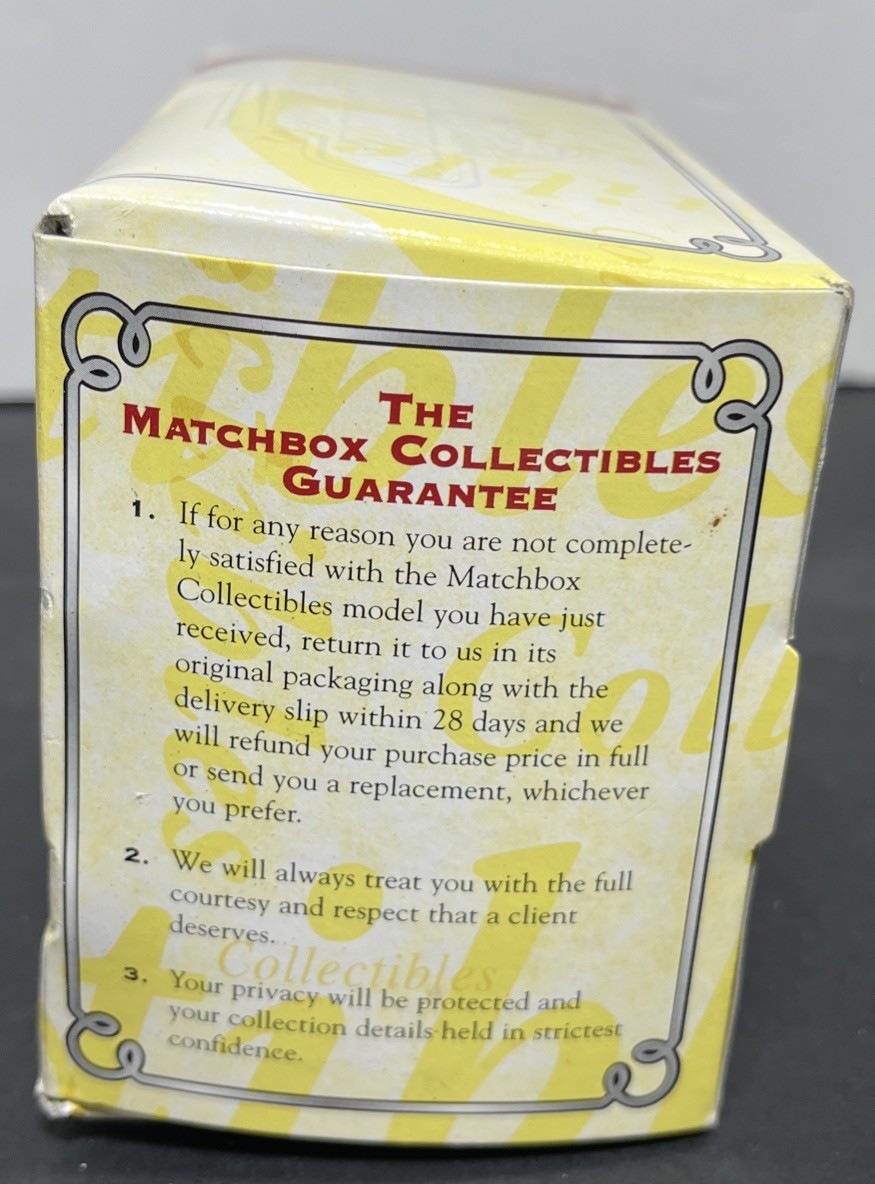 THE
MATCHBOX COLLECTIBLES
GUARANTEE
1. If for any reason you are not complete-
ly satisfied with the Matchbox
Collectibles model you have just
received, return it to us in its
original packaging along with the
delivery slip within 28 days and we
will refund your purchase price in full
or send you a replacement, whichever
you prefer.
2. We will always treat you with the full
courtesy and respect that a client
deserves.
Collectibles
3. Your privacy will be protected and
your collection details held in strictest
confidence.